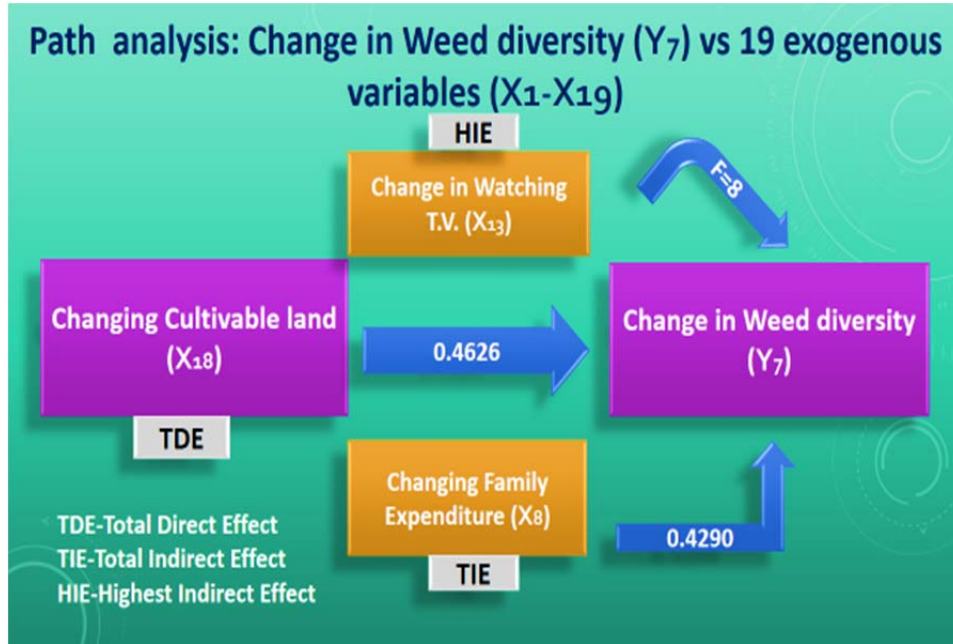 Path analysis: Change in Weed diversity (Y₇) vs 19 exogenous
variables (X1-X19)
HIE
Change in Watching
T.V. (X₁₃)
F=8
Changing Cultivable land
(X₁₈)
TDE
0.4626
Change in Weed diversity
(Y₇)
Changing Family
Expenditure (X₈)
TIE
0.4290
TDE-Total Direct Effect
TIE-Total Indirect Effect
HIE-Highest Indirect Effect